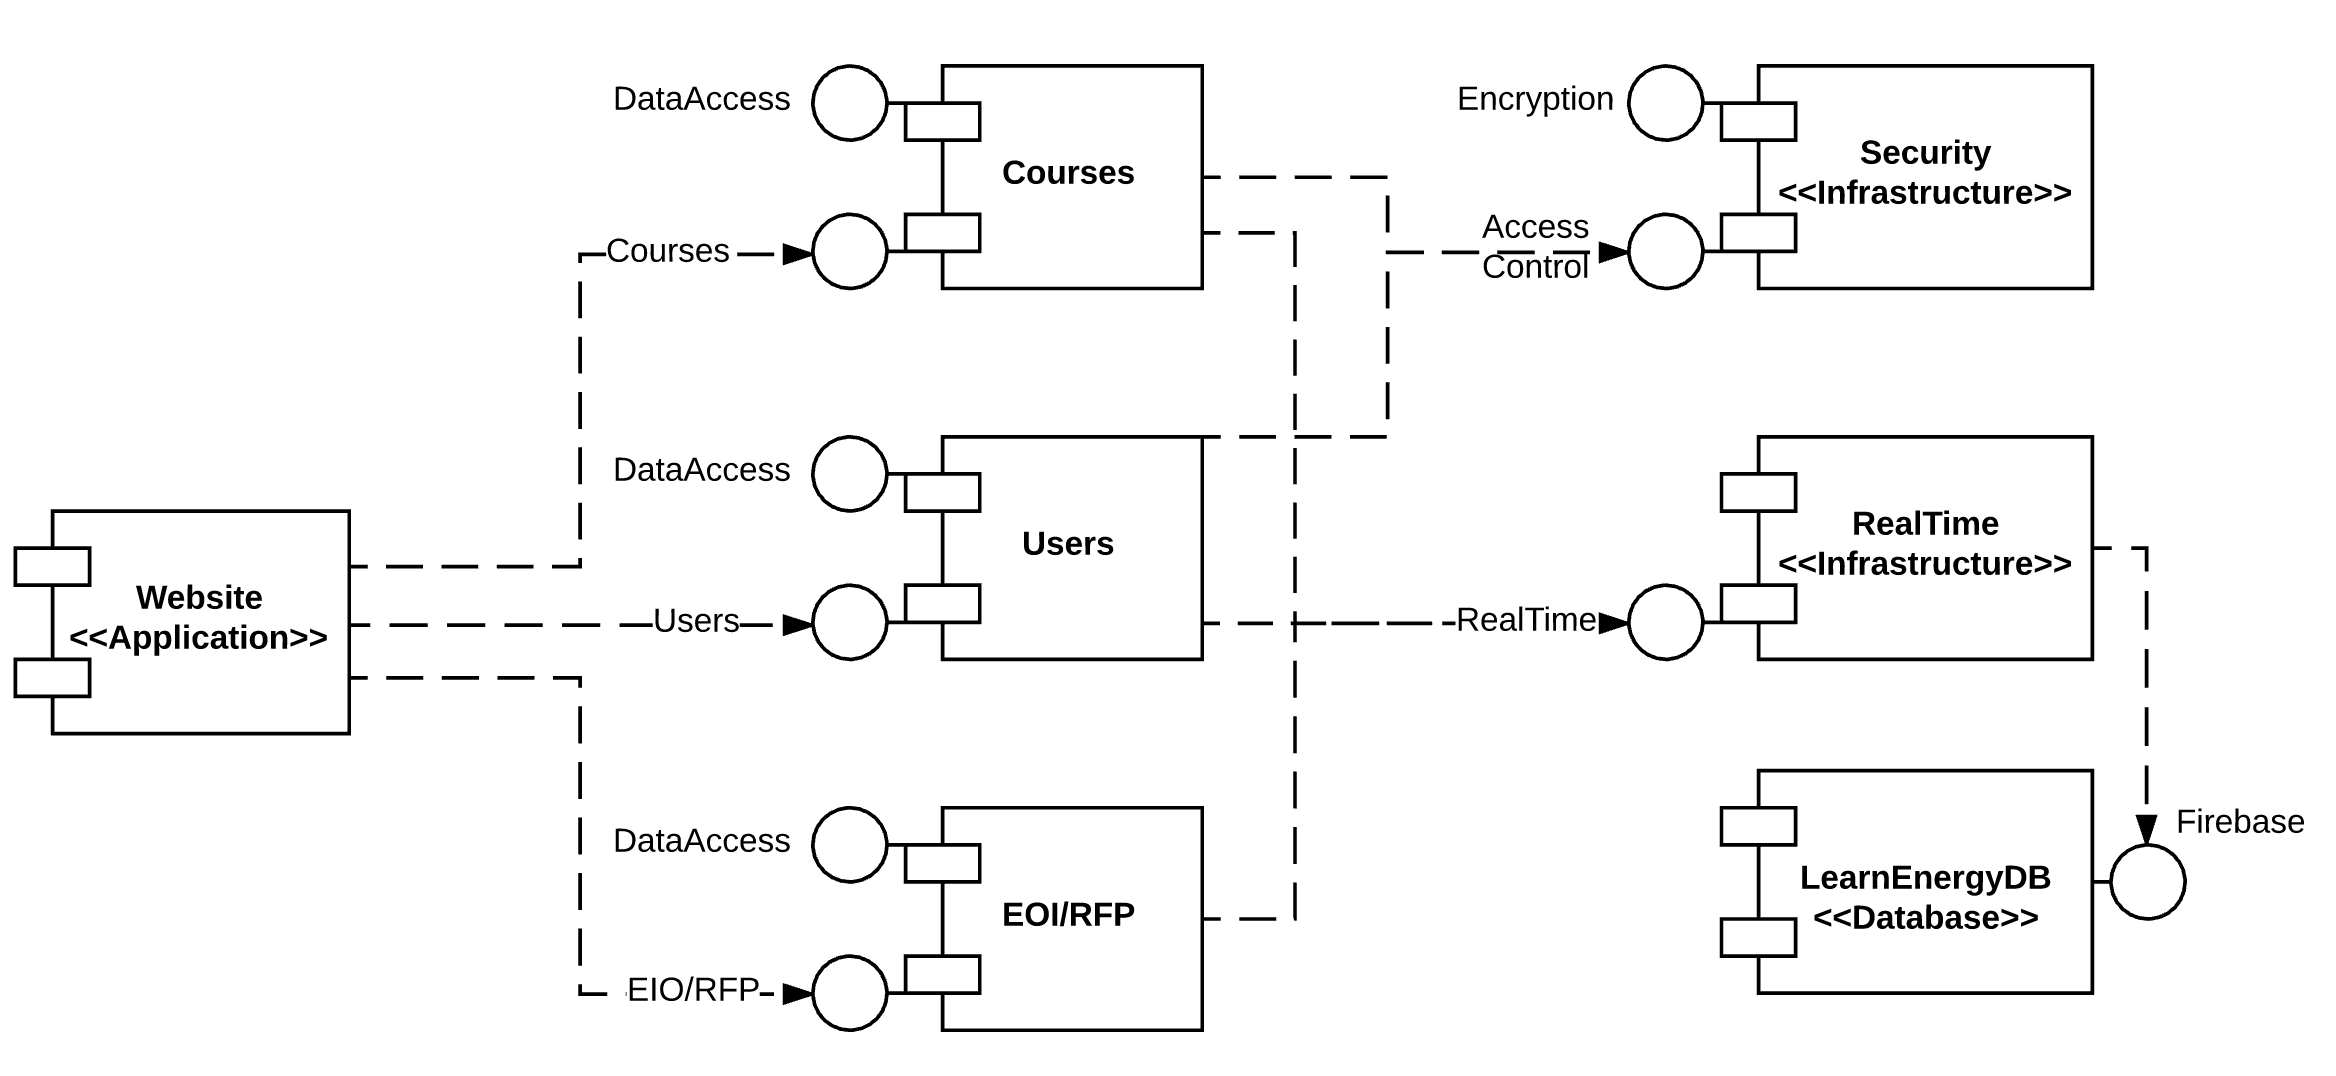 DataAccess
Courses
Courses
Encryption
Security
<<Infrastructure>>
Access
Control
DataAccess
Users
Users
RealTime
RealTime
<<Infrastructure>>
Website
<<Application>>
DataAccess
EOI/RFP
EIO/RFP
Firebase
LearnEnergyDB
<<Database>>